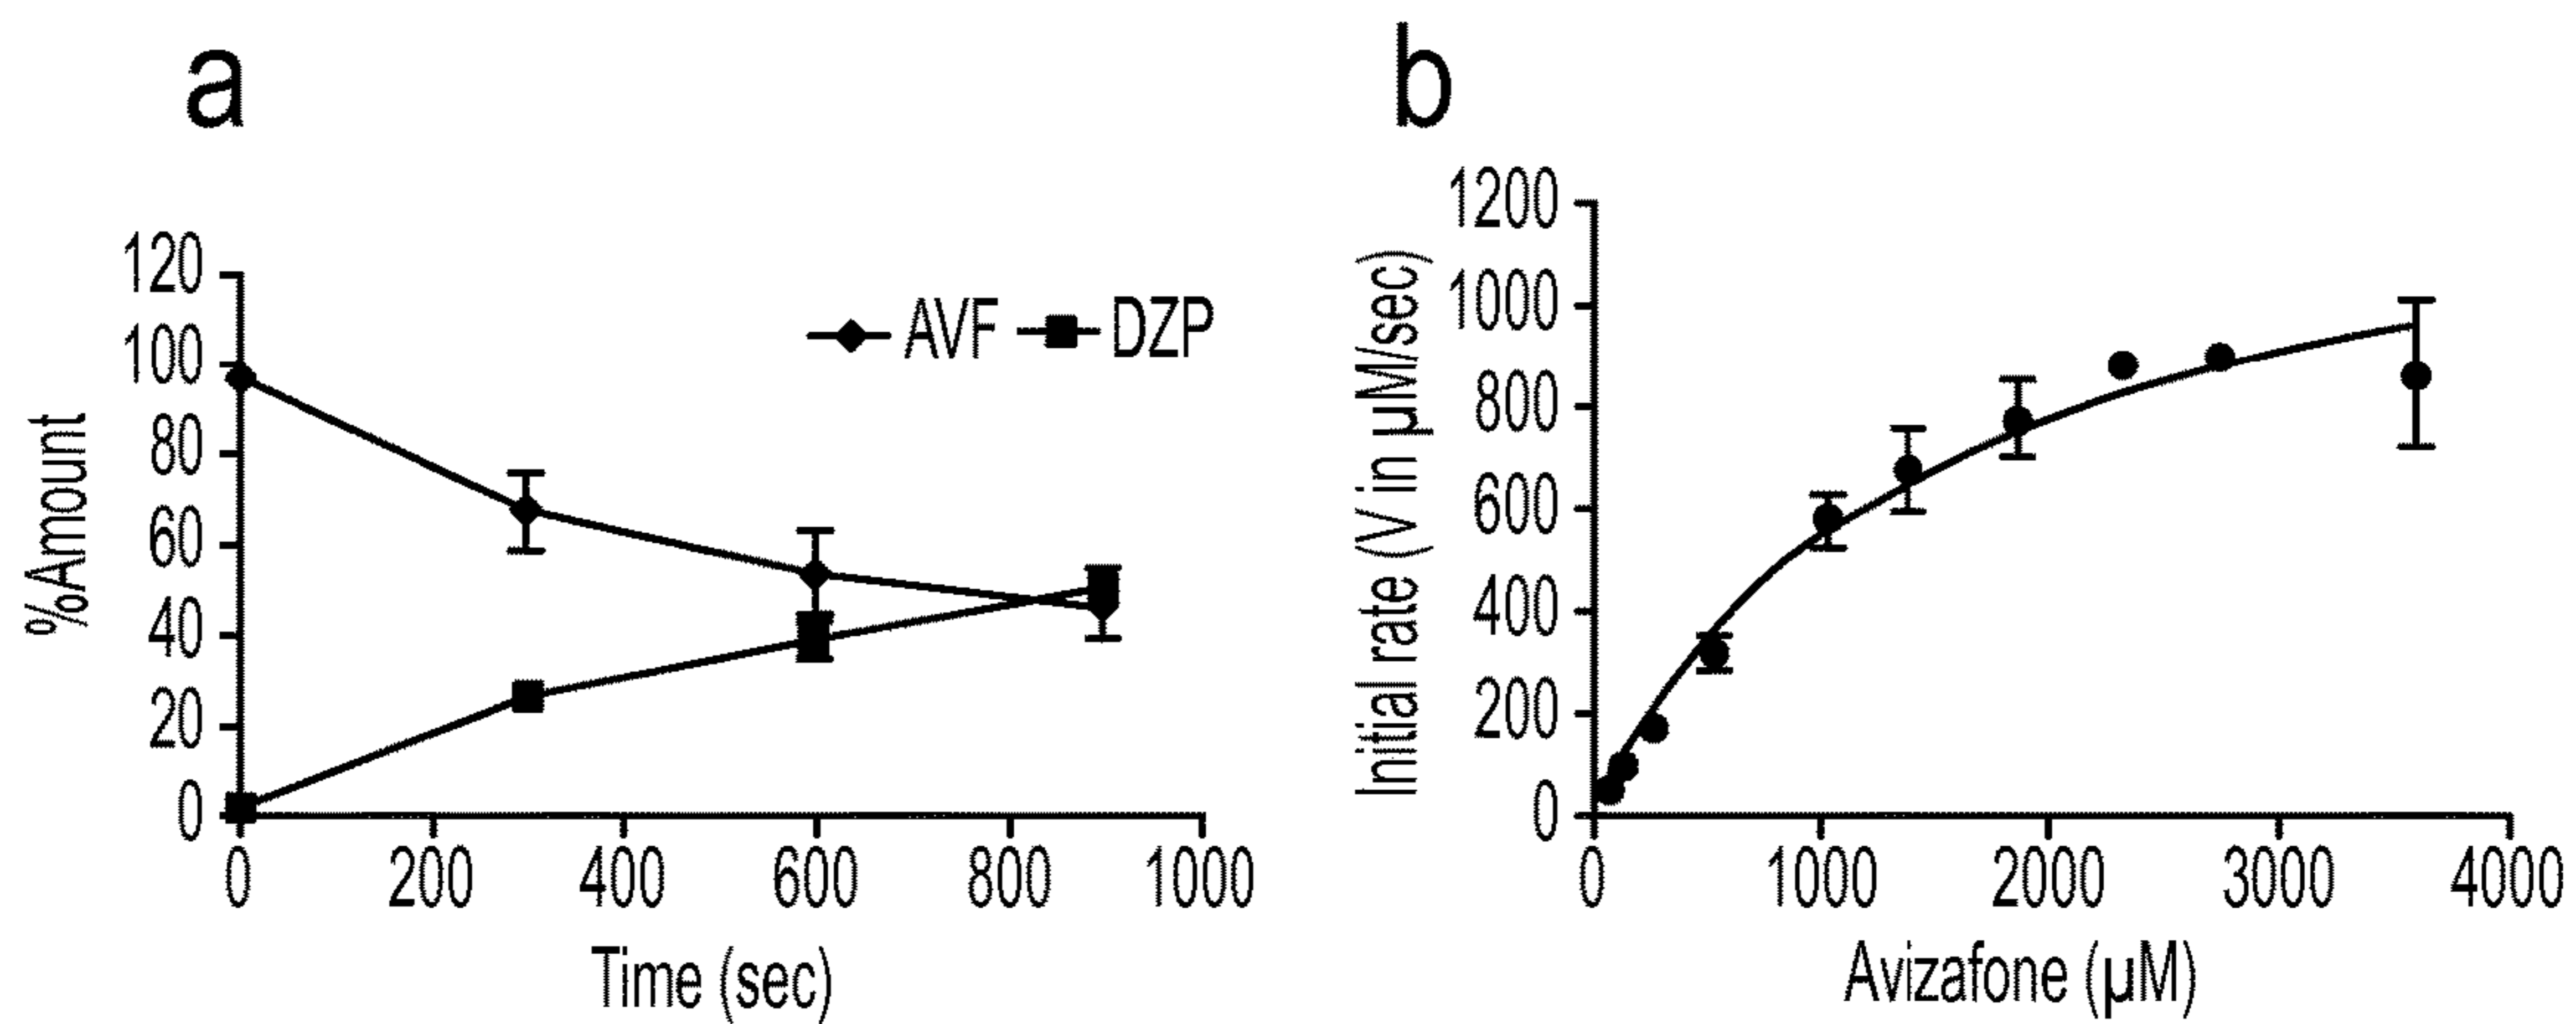 a
120
100
80
60
40
20
0
%Amount
AVF DZP
0 200 400 600 800 1000
Time (sec)
b
1200
1000
800
600
400
200
0
Initial rate (V in µM/sec)
0 1000 2000 3000 4000
Avizafone (µM)